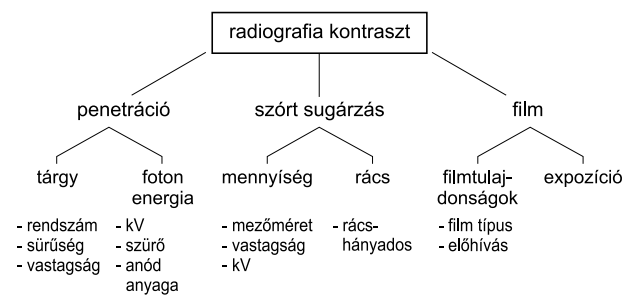 radiografia kontraszt
penetráció szórt sugárzás film
tárgy foton energia mennyíség rács filmtulaj- donságok expozíció
- rendszám
- sűrűség
- vastagság
- kV
- szűrő
- anód
anyaga
- mezőméret
- vastagság
- kV
- rács-
hányados
- film típus
- előhívás